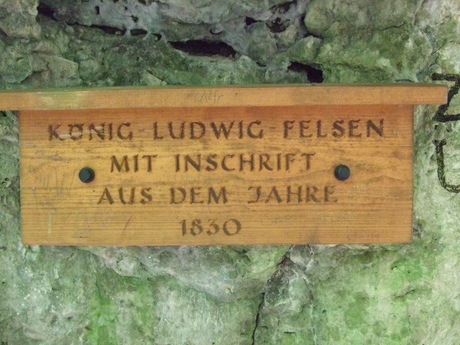 KÖNIG-LUDWIG-FELSEN
MIT INSCHRIFT
AUS DEM JAHRE
1830